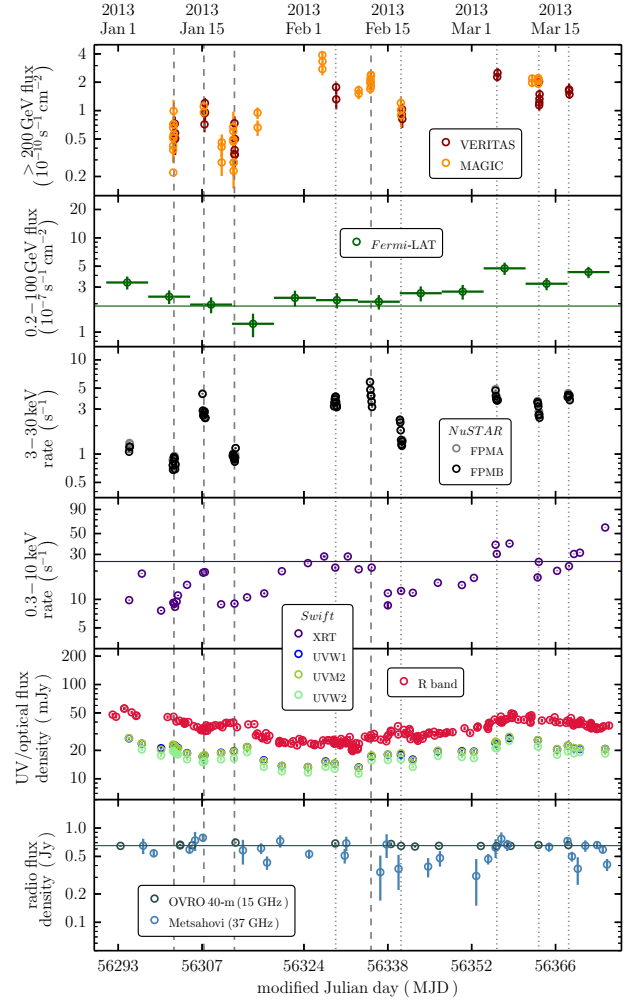 2013 2013 2013 2013 2013 2013
Jan 1 Jan 15 Feb 1 Feb 15 Mar 1 Mar 15
> 200 GeV flux
(10⁻¹⁰ s⁻¹ cm⁻²)
4
2
1
0.5
0.2
VERITAS
MAGIC
0.2−100 GeV flux
(10⁻⁷ s⁻¹ cm⁻²)
20
10
5
3
1
Fermi-LAT
3−30 keV
rate (s⁻¹)
10
5
3
1
0.5
NuSTAR
FPMA
FPMB
0.3−10 keV
rate (s⁻¹)
90
50
30
10
5
Swift
XRT
UVW1
UVM2
UVW2
UV/optical flux
density (mJy)
200
100
50
20
10
R band
radio flux
density (Jy)
1.0
0.5
0.1
OVRO 40-m (15 GHz)
Metsahovi (37 GHz)
56293 56307 56324 56338 56352 56366
modified Julian day (MJD)